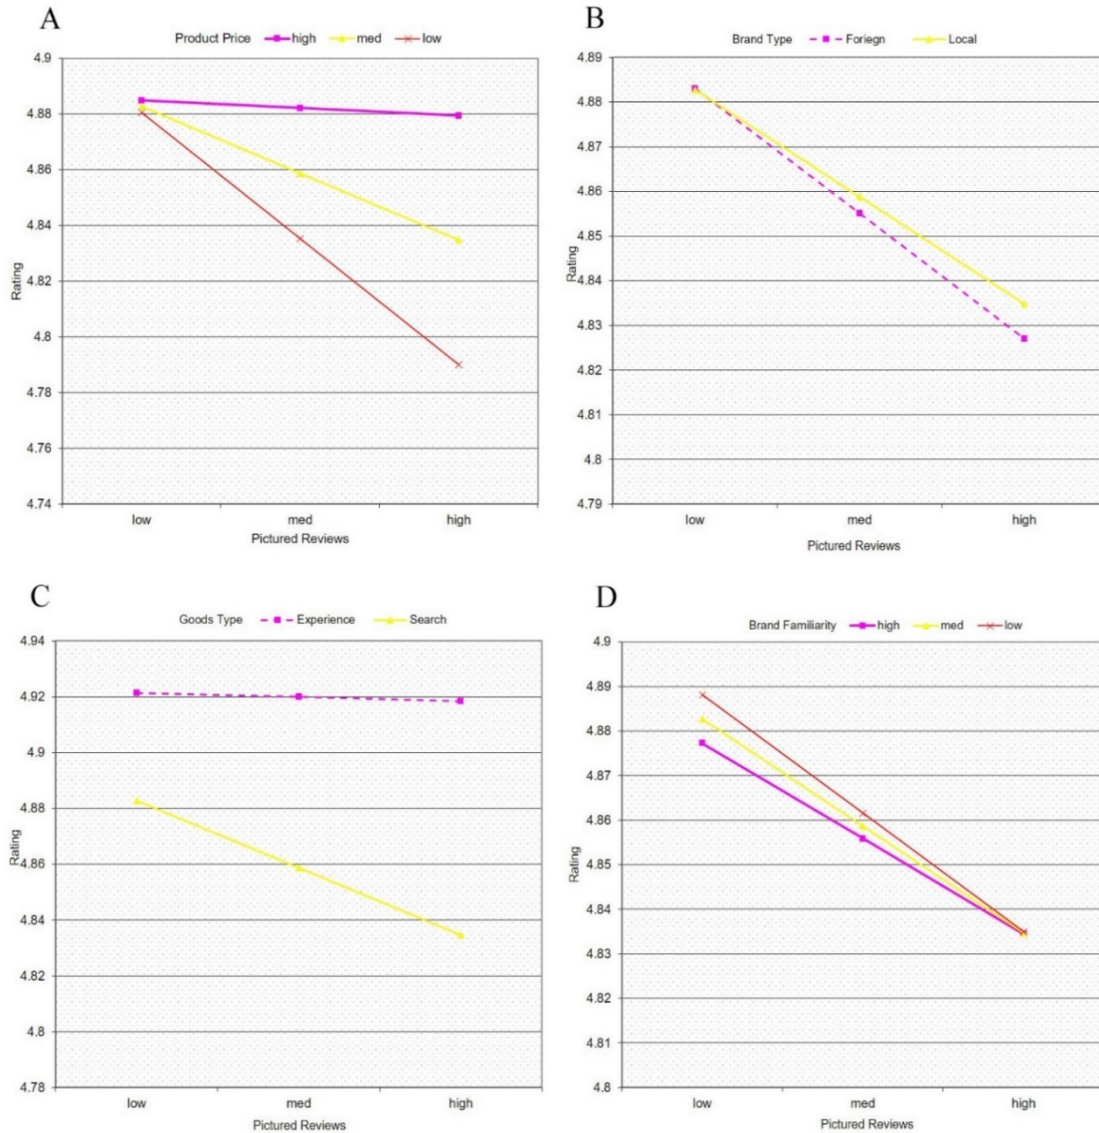 A
Product Price high med low
4.9
4.88
4.86
4.84
4.82
4.8
4.78
4.76
4.74
Rating
low med high
Pictured Reviews
B
Brand Type Foriegn Local
4.89
4.88
4.87
4.86
4.85
4.84
4.83
4.82
4.81
4.8
4.79
Rating
low med high
Pictured Reviews
C
Goods Type Experience Search
4.94
4.92
4.9
4.88
4.86
4.84
4.82
4.8
4.78
Rating
low med high
Pictured Reviews
D
Brand Familiarity high med low
4.9
4.89
4.88
4.87
4.86
4.85
4.84
4.83
4.82
4.81
4.8
Rating
low med high
Pictured Reviews